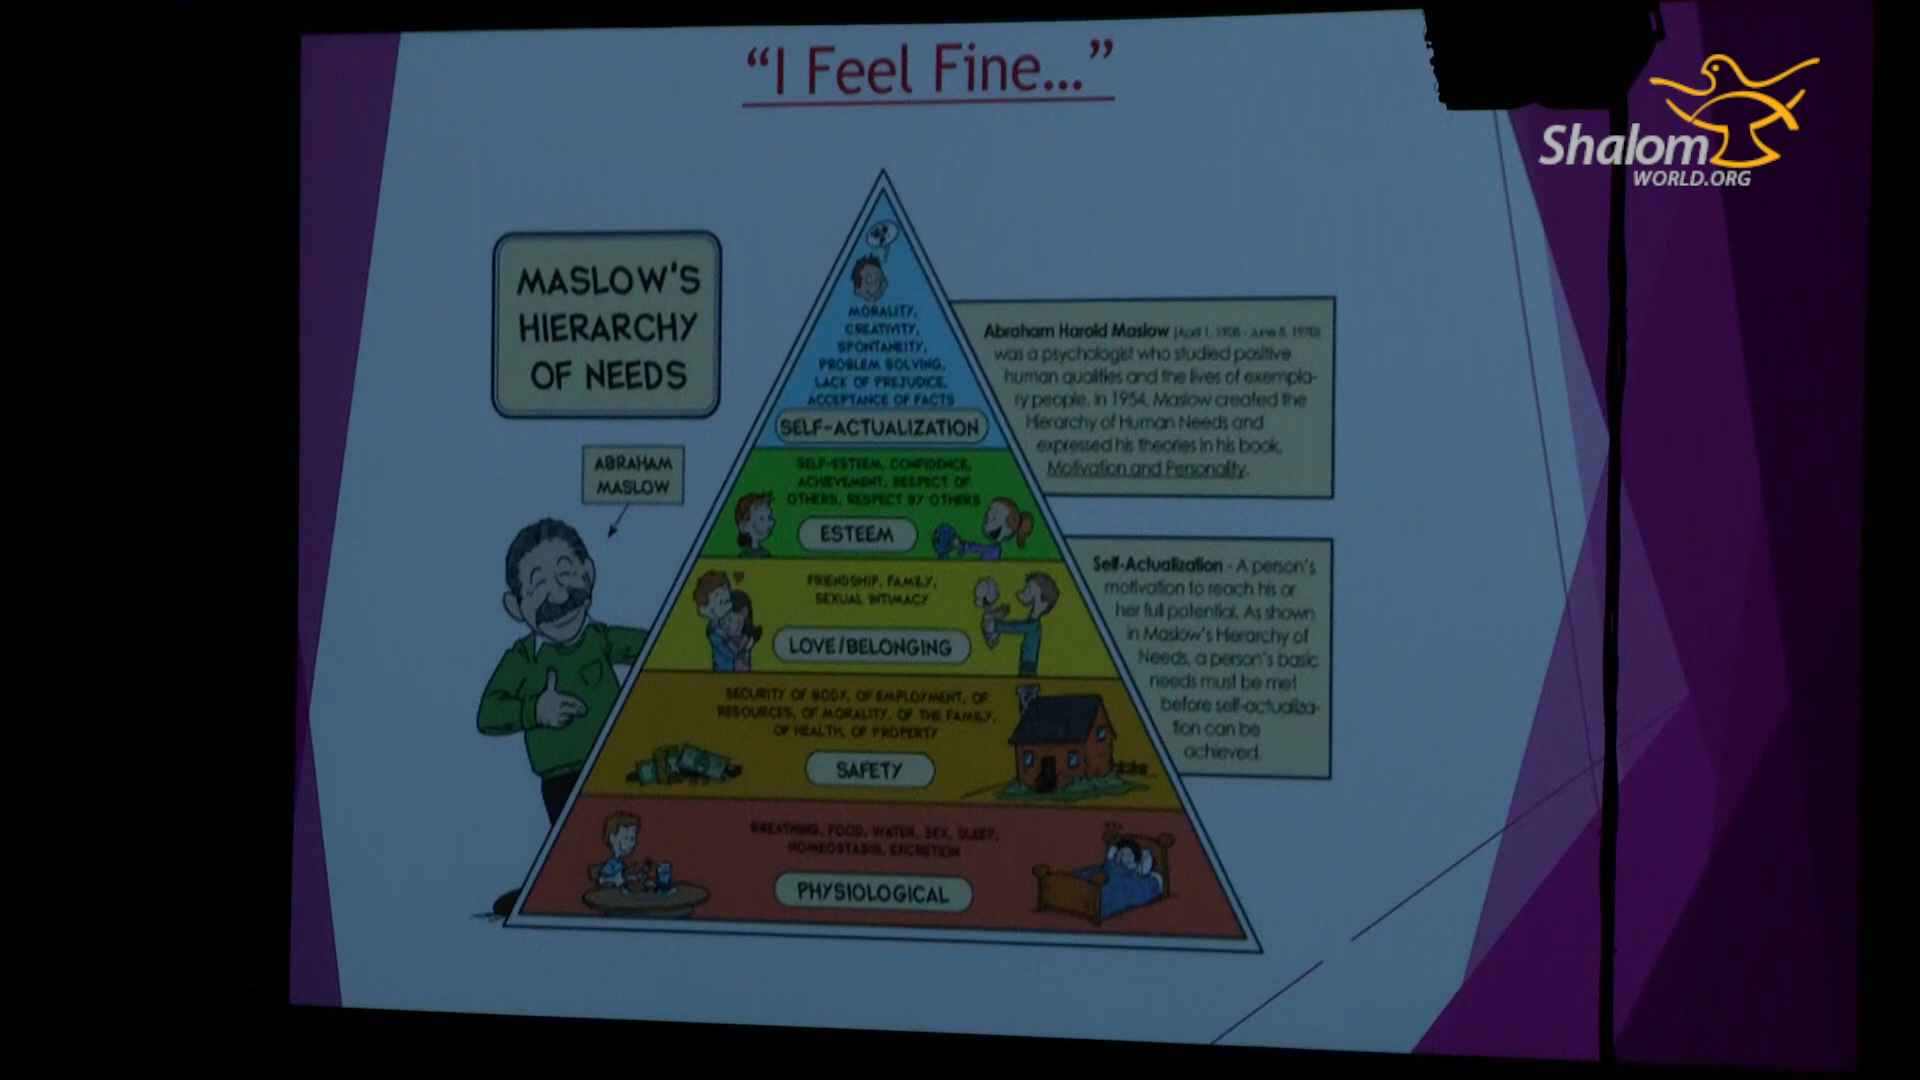 “I Feel Fine...”
Shalom
WORLD.ORG
MASLOW'S
HIERARCHY
OF NEEDS
ABRAHAM
MASLOW
MORALITY,
CREATIVITY,
SPONTANEITY,
PROBLEM SOLVING,
LACK OF PREJUDICE,
ACCEPTANCE OF FACTS
SELF-ACTUALIZATION
SELF-ESTEEM, CONFIDENCE,
ACHIEVEMENT, RESPECT OF
OTHERS, RESPECT BY OTHERS
ESTEEM
FRIENDSHIP, FAMILY,
SEXUAL INTIMACY
LOVE/BELONGING
SECURITY OF BODY, OF EMPLOYMENT, OF
RESOURCES, OF MORALITY, OF THE FAMILY,
OF HEALTH, OF PROPERTY
SAFETY
BREATHING, FOOD, WATER, SEX, SLEEP,
HOMEOSTASIS, EXCRETION
PHYSIOLOGICAL
Abraham Harold Maslow (April 1, 1908 - June 8, 1970)
was a psychologist who studied positive
human qualities and the lives of exempla-
ry people. In 1954, Maslow created the
Hierarchy of Human Needs and
expressed his theories in his book,
Motivation and Personality.
Self-Actualization - A person's
motivation to reach his or
her full potential. As shown
in Maslow's Hierarchy of
Needs, a person's basic
needs must be met
before self-actualiza-
tion can be
achieved.